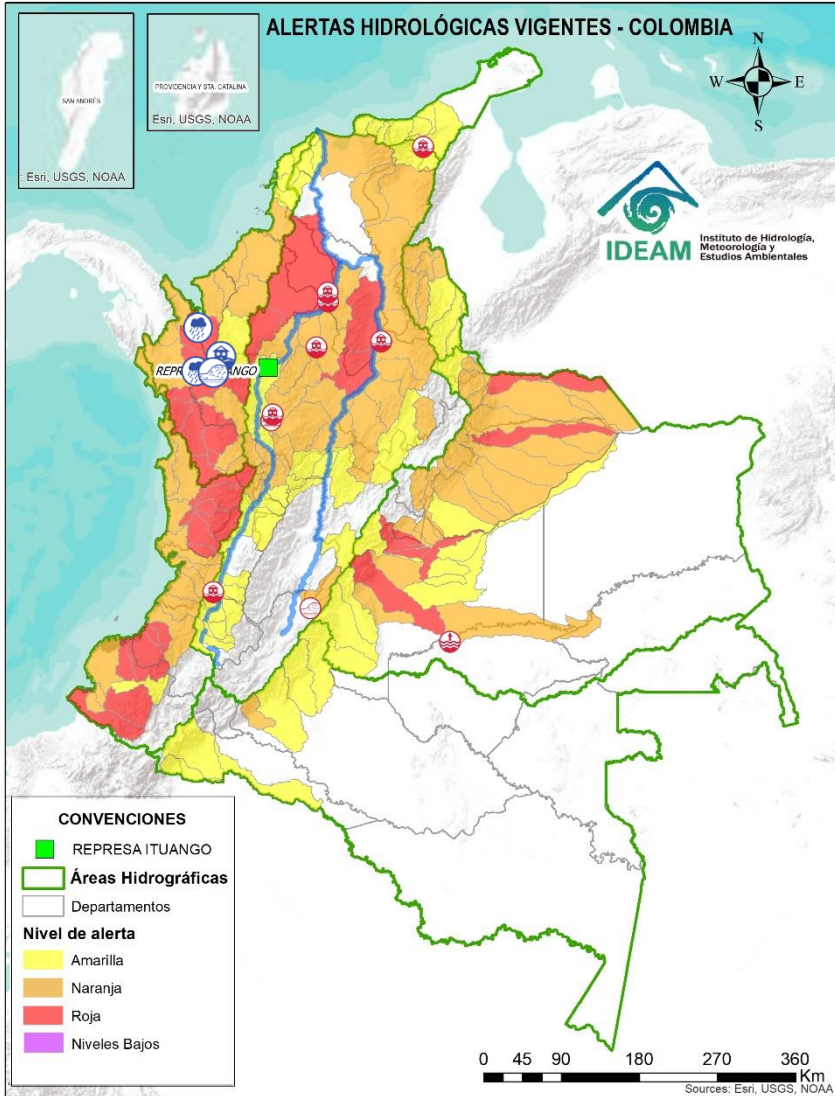 ALERTAS HIDROLÓGICAS VIGENTES - COLOMBIA
SAN ANDRÉS
Esri, USGS, NOAA
PROVIDENCIA Y STA. CATALINA
Esri, USGS, NOAA
N
W E
S
IDEAM
Instituto de Hidrología,
Meteorología y
Estudios Ambientales
CONVENCIONES
REPRESA ITUANGO
Áreas Hidrográficas
Departamentos
Nivel de alerta
Amarilla
Naranja
Roja
Niveles Bajos
0 45 90 180 270 360
Km
Sources: Esri, USGS, NOAA